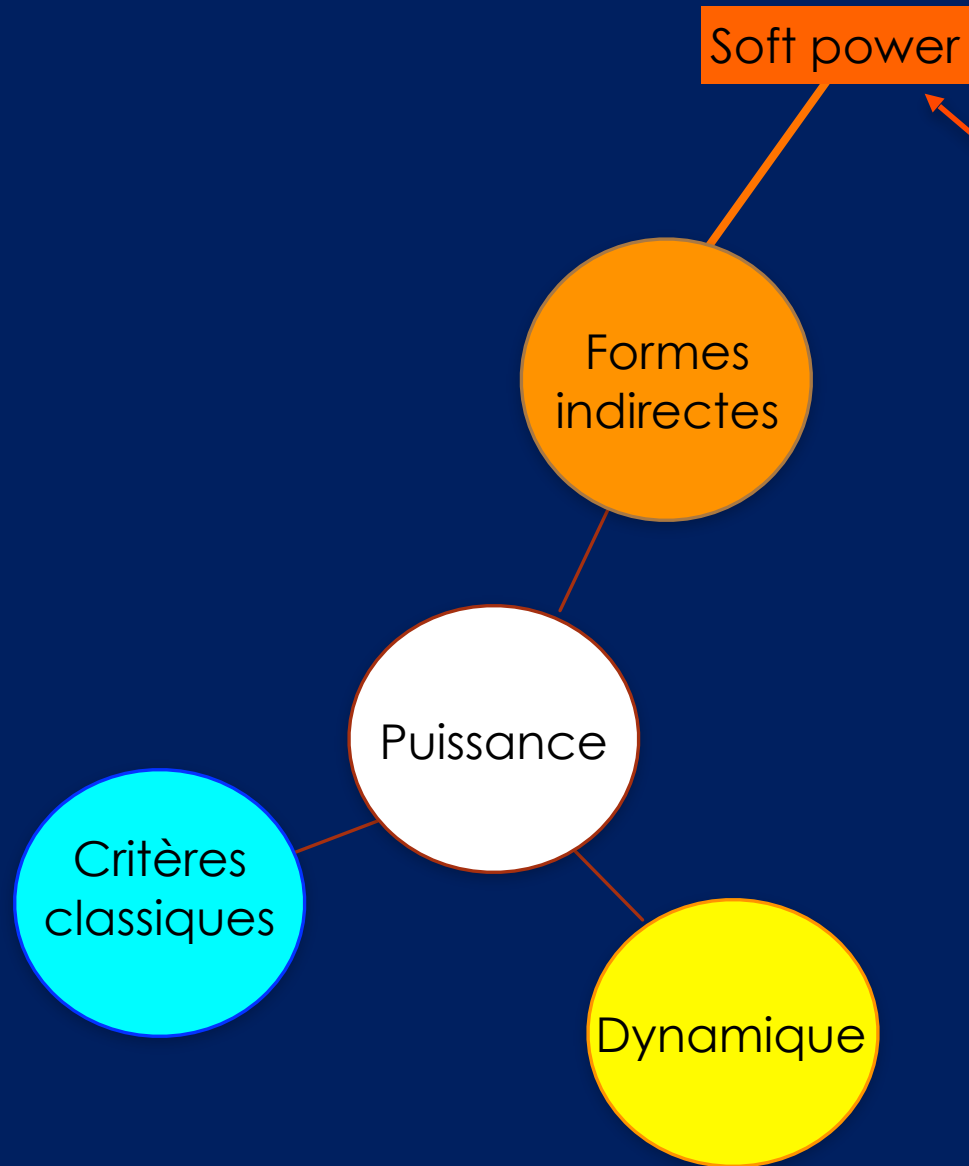 Soft power
Formes
indirectes
Puissance
Critères
classiques
Dynamique